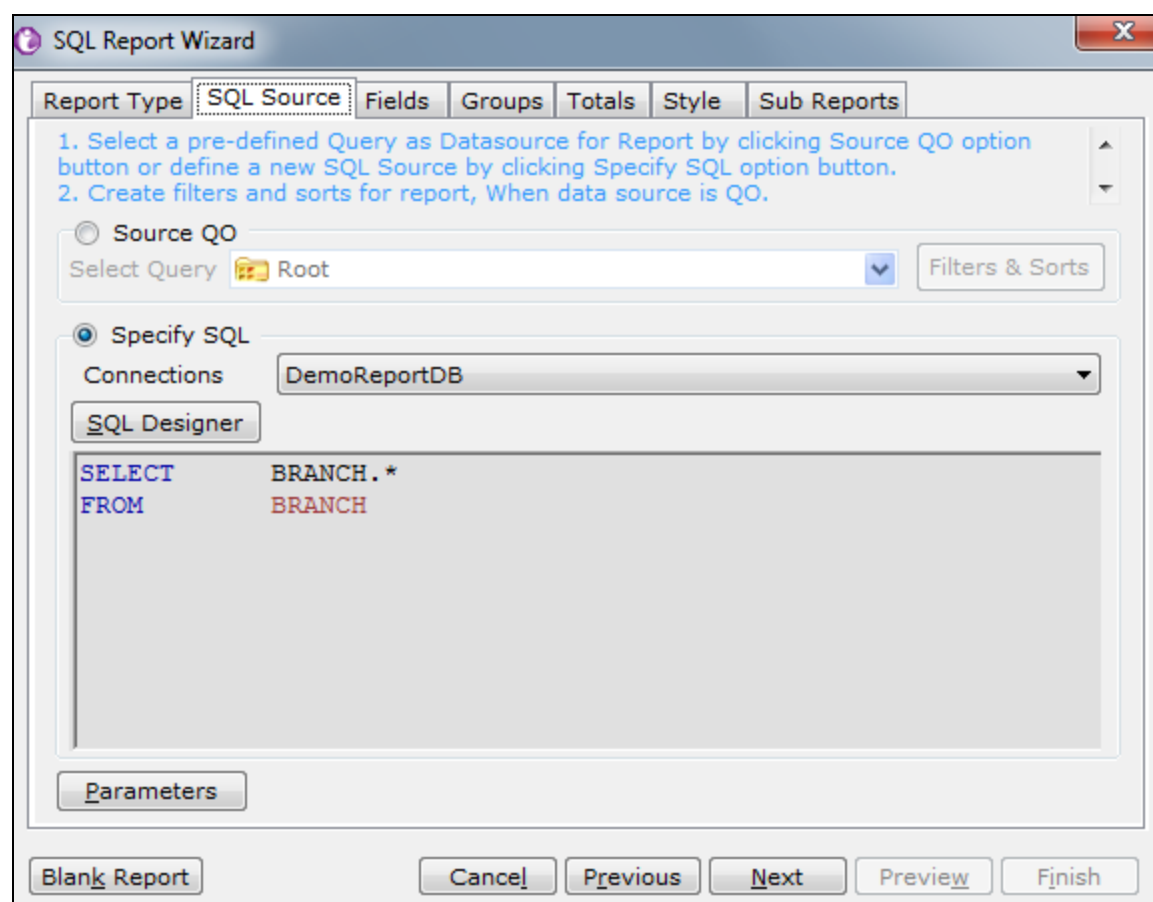 SQL Report Wizard
x
Report Type SQL Source Fields Groups Totals Style Sub Reports
1. Select a pre-defined Query as Datasource for Report by clicking Source QO option
button or define a new SQL Source by clicking Specify SQL option button.
2. Create filters and sorts for report, When data source is QO.
Source QO
Select Query Root Filters & Sorts
Specify SQL
Connections DemoReportDB
SQL Designer
SELECT BRANCH.*
FROM BRANCH
Parameters
Blank Report Cancel Previous Next Preview Finish